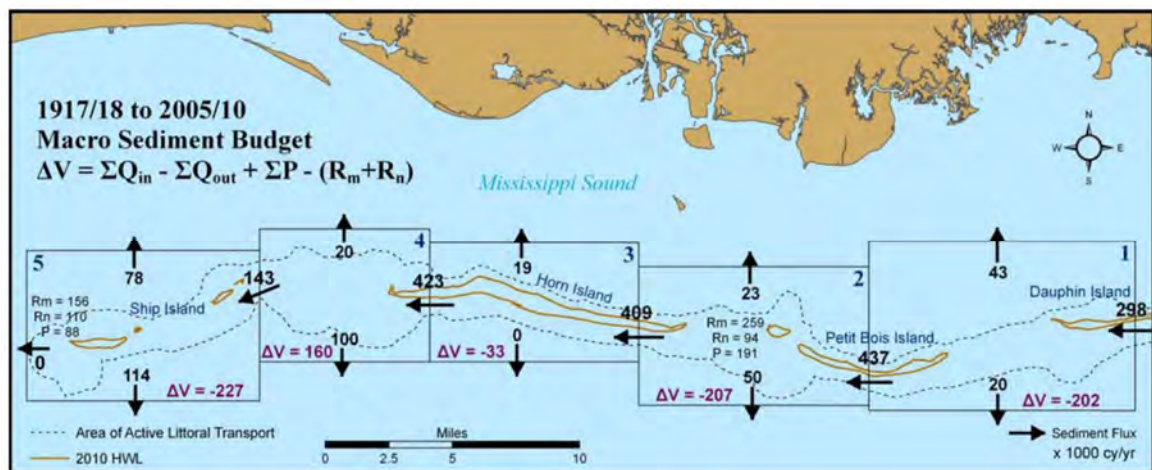 1917/18 to 2005/10
Macro Sediment Budget
ΔV = ΣQin - ΣQout + ΣP - (Rm+Rn)
Mississippi Sound
N
W E
S
5
78
143
Rm = 156
Rn = 110
P = 88
Ship Island
0
114
ΔV = -227
4
20
423
100
ΔV 160
3
19
Horn Island
409
0
ΔV = -33
2
23
Rm = 259
Rn = 94
P = 191
Petit Bois Island
437
50
ΔV = -207
1
43
Dauphin Island
298
20
ΔV = -202
Area of Active Littoral Transport
2010 HWL
Miles
0 2.5 5 10
Sediment Flux
x 1000 cy/yr